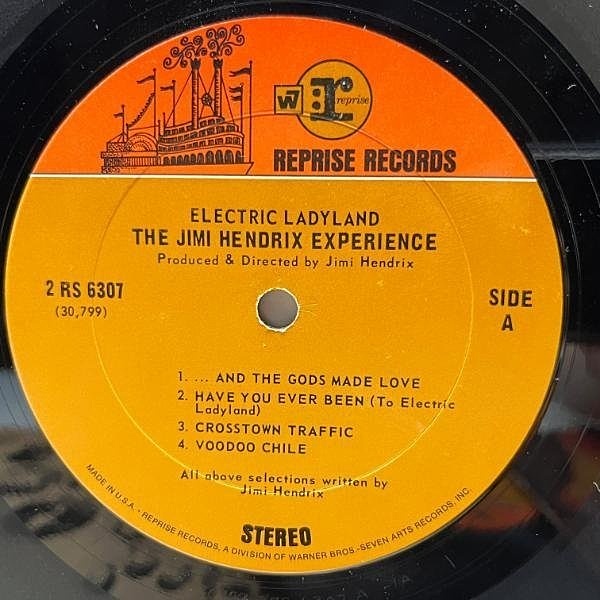 W7
r: reprise
REPRISE RECORDS
ELECTRIC LADYLAND
THE JIMI HENDRIX EXPERIENCE
Produced & Directed by Jimi Hendrix
2 RS 6307
(30,799)
SIDE
A
1. ... AND THE GODS MADE LOVE
2. HAVE YOU EVER BEEN (To Electric
Ladyland)
3. CROSSTOWN TRAFFIC
4. VOODOO CHILE
All above selections written by
Jimi Hendrix
STEREO
MADE IN U.S.A. - REPRISE RECORDS, A DIVISION OF WARNER BROS.-SEVEN ARTS RECORDS, INC.